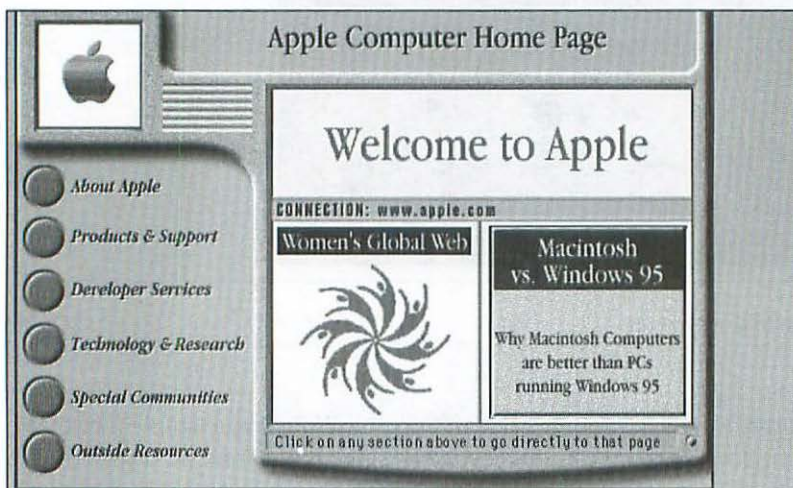 Apple Computer Home Page
Welcome to Apple
About Apple
Products & Support
Developer Services
Technology & Research
Special Communities
Outside Resources
CONNECTION: www.apple.com
Women's Global Web
Macintosh
vs. Windows 95
Why Macintosh Computers
are better than PCs
running Windows 95
Click on any section above to go directly to that page